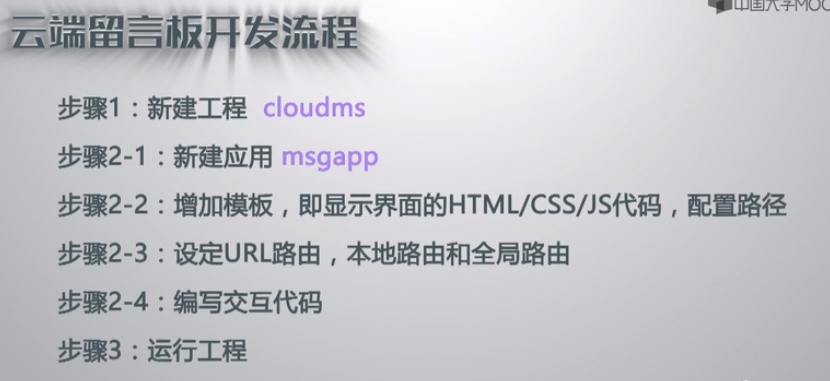 中国大学MOO
云端留言板开发流程
步骤1：新建工程 cloudms
步骤2-1：新建应用 msgapp
步骤2-2：增加模板，即显示界面的HTML/CSS/JS代码，配置路径
步骤2-3：设定URL路由，本地路由和全局路由
步骤2-4：编写交互代码
步骤3：运行工程